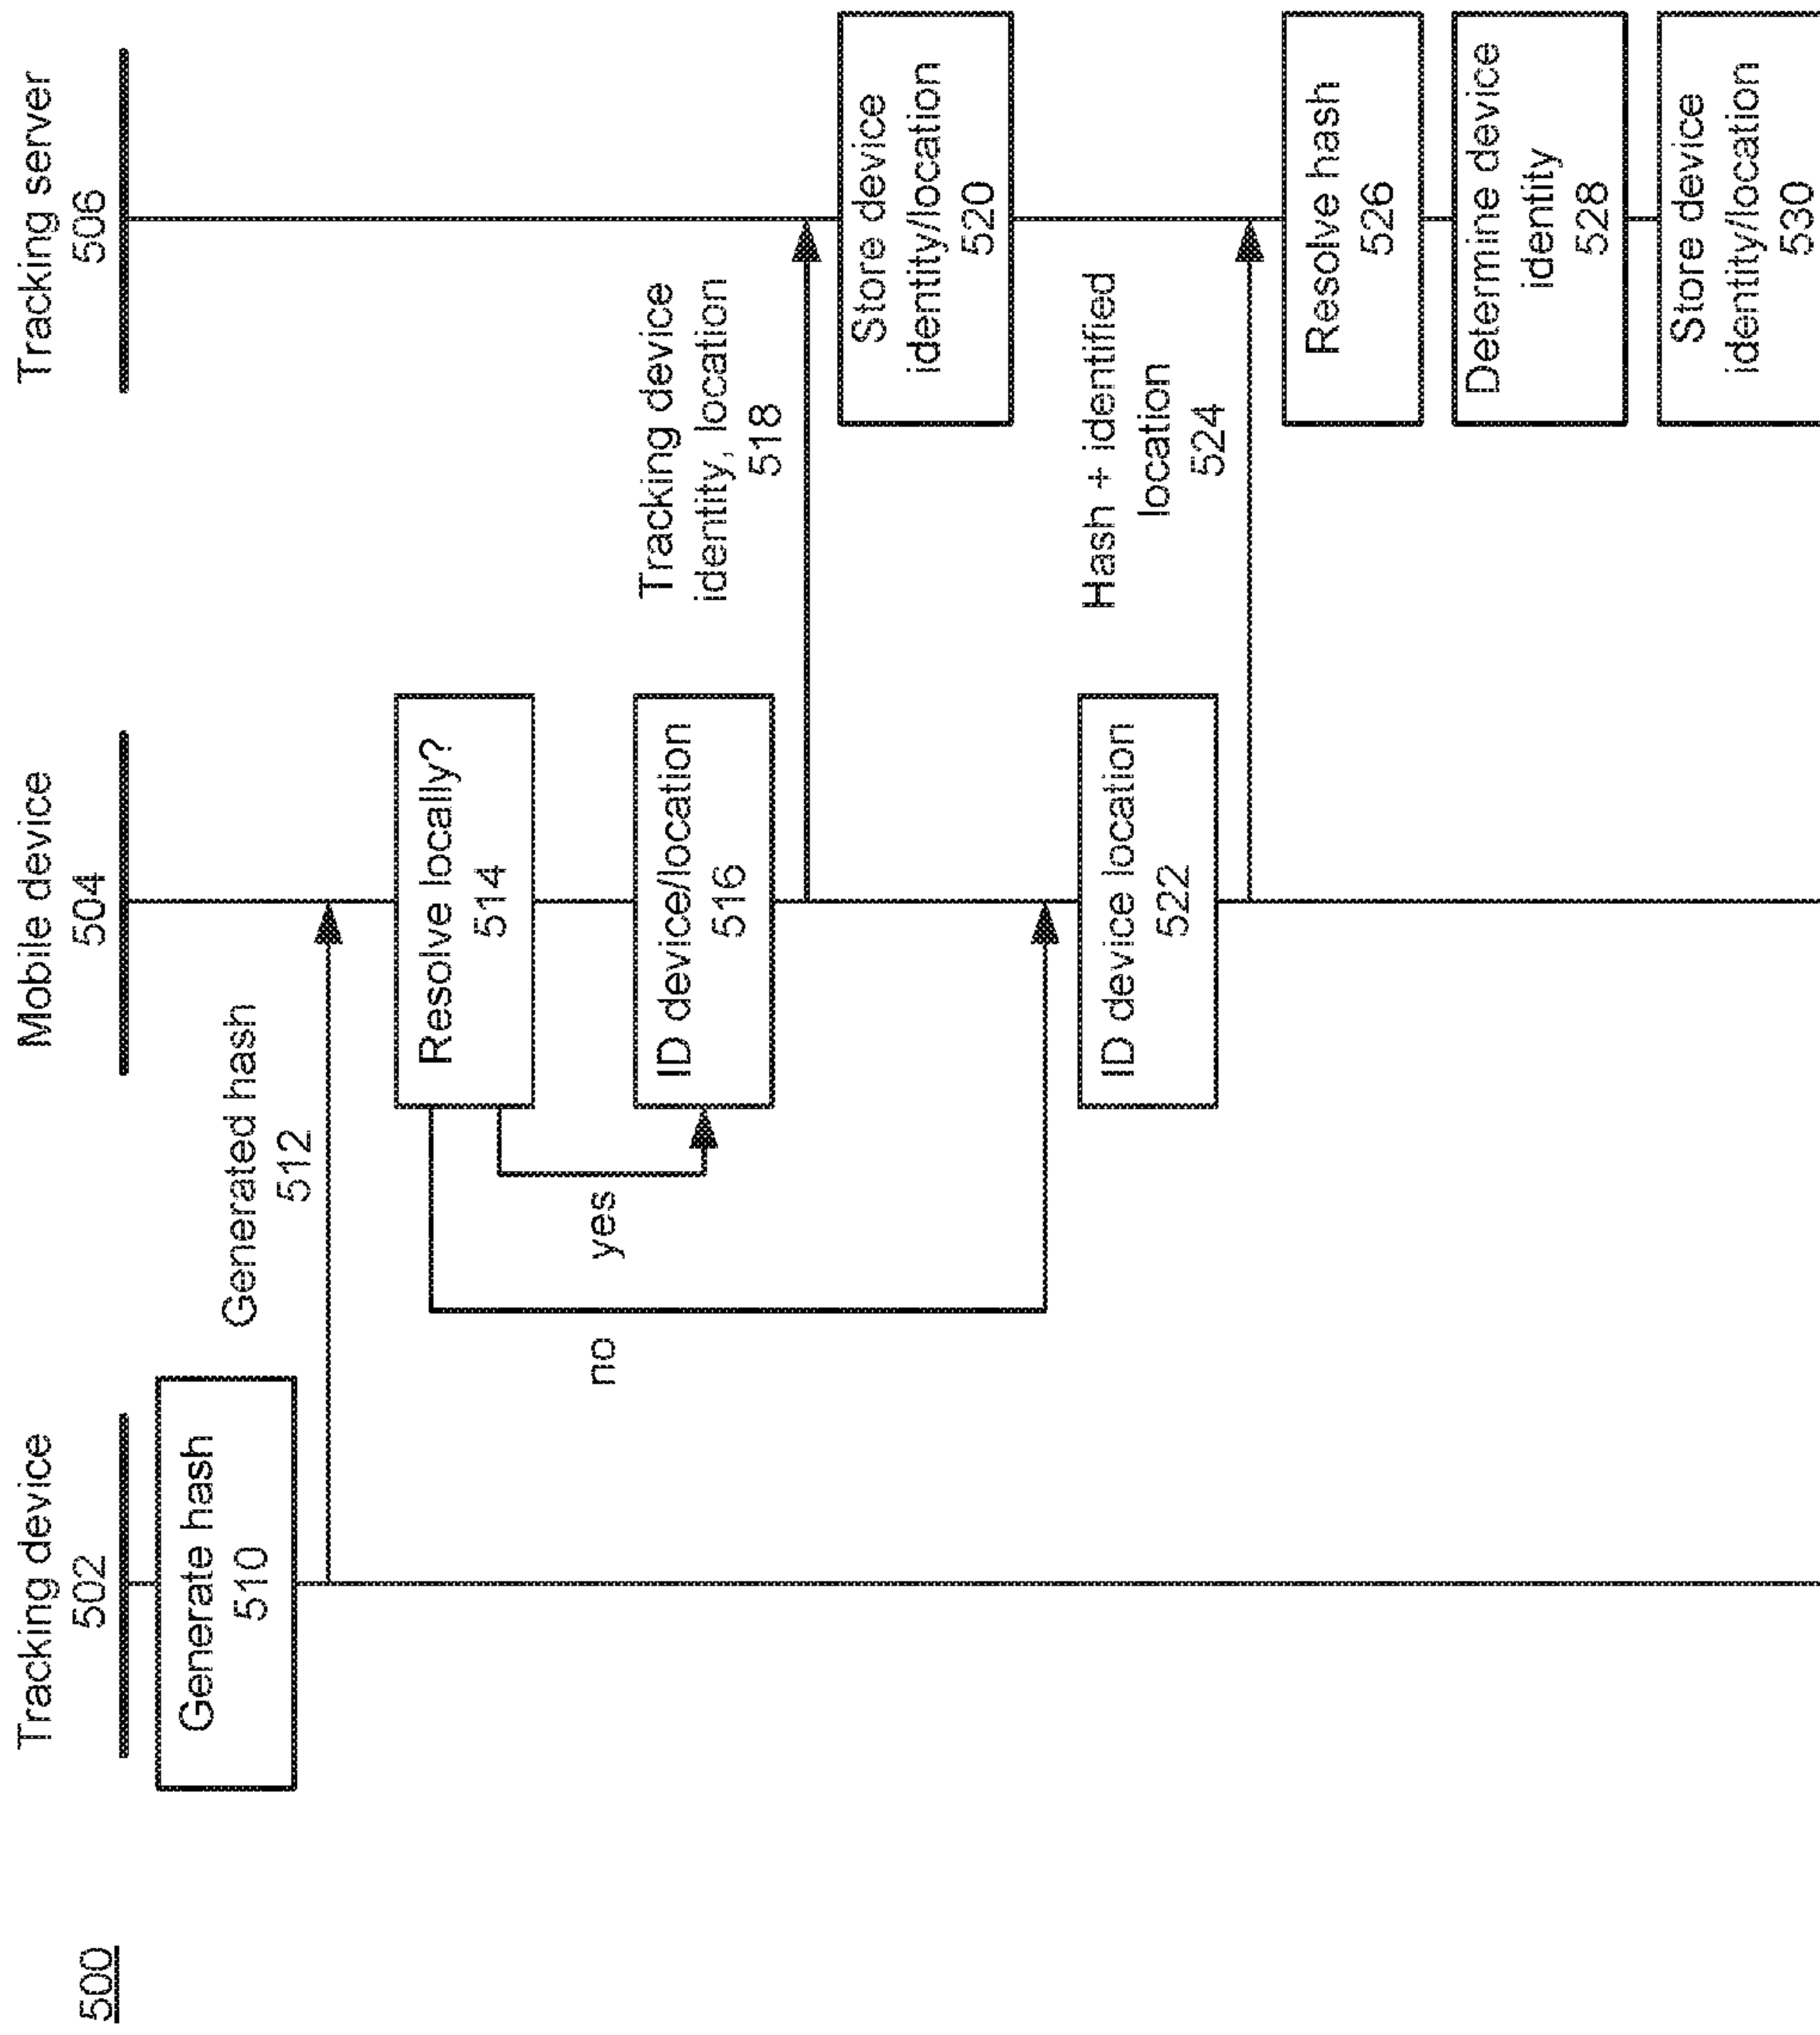 500
Tracking device
502
Mobile device
504
Tracking server
506
Generate hash
510
Generated hash
512
Resolve locally?
514
yes
no
ID device/location
516
Tracking device
identity, location
518
Store device
identity/location
520
ID device location
522
Hash + identified
location
524
Resolve hash
526
Determine device
identity
528
Store device
identity/location
530